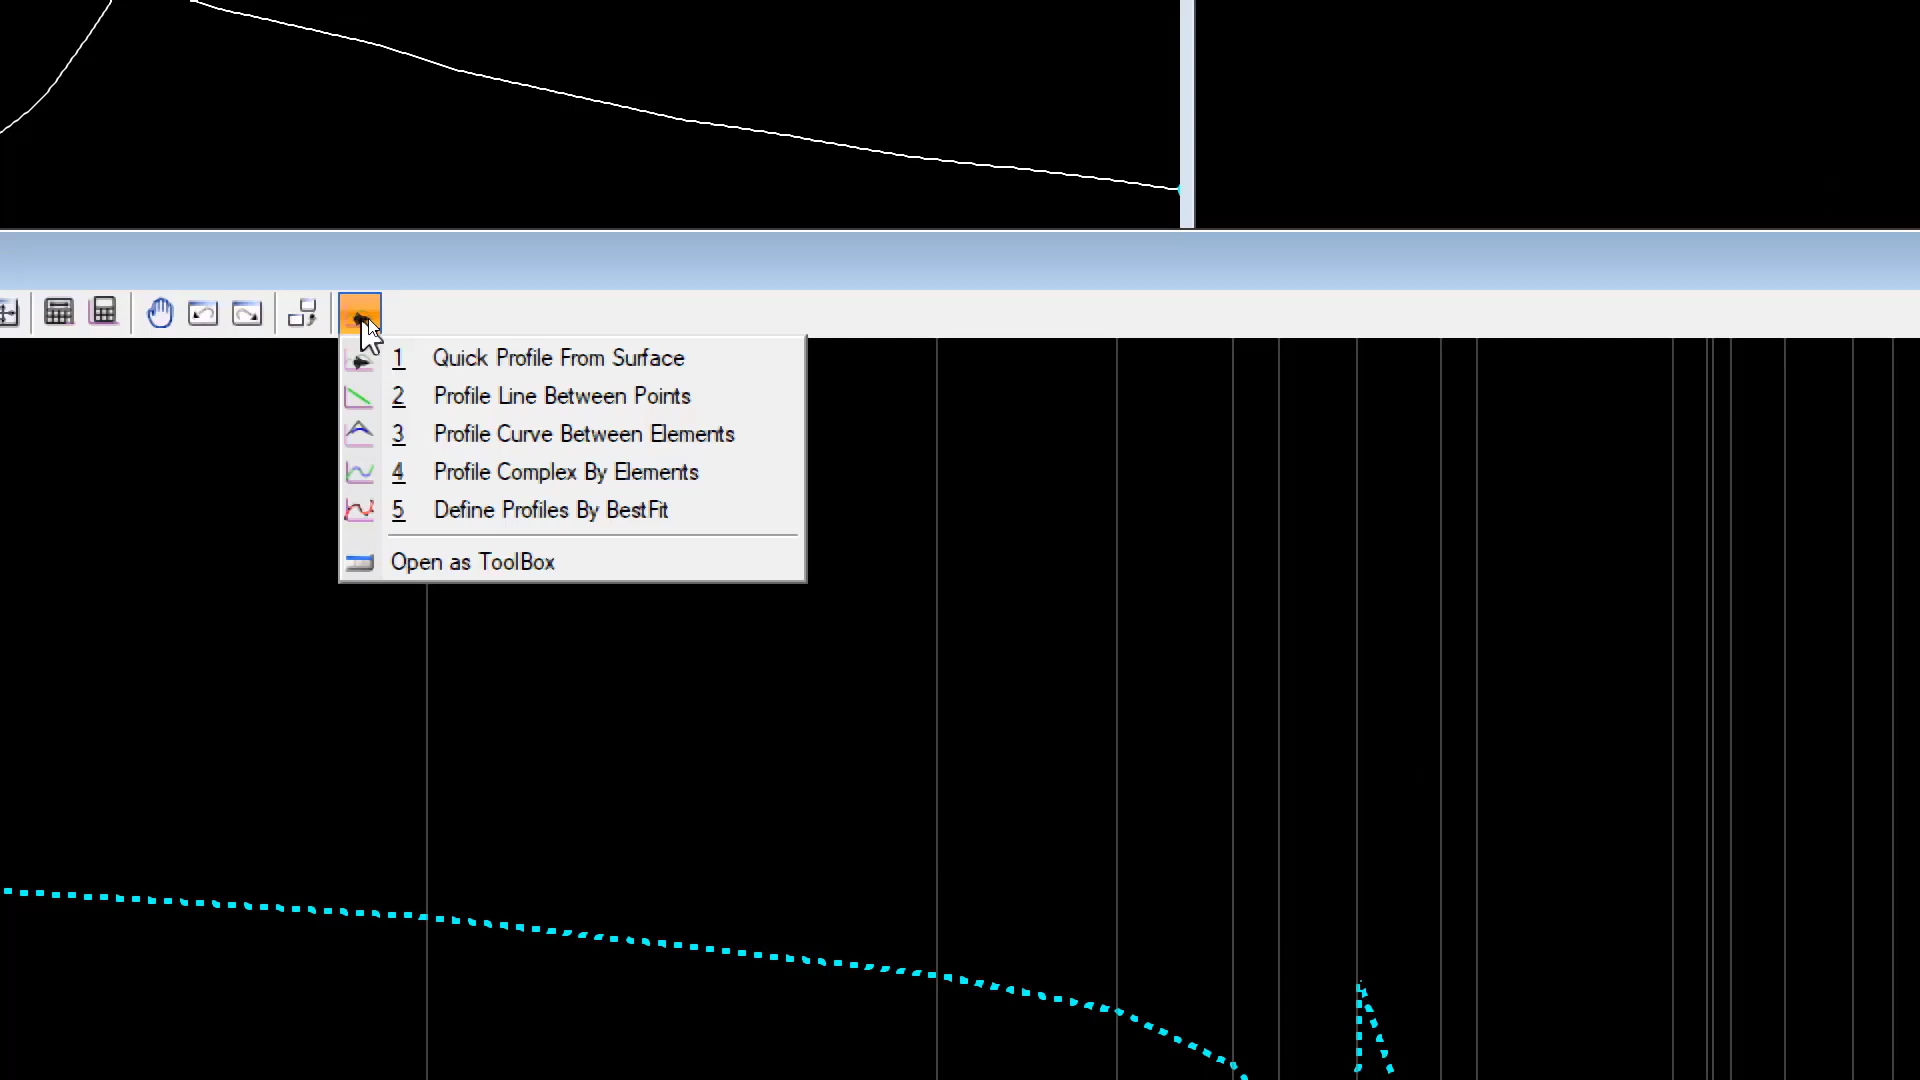 1 Quick Profile From Surface
2 Profile Line Between Points
3 Profile Curve Between Elements
4 Profile Complex By Elements
5 Define Profiles By BestFit
Open as ToolBox